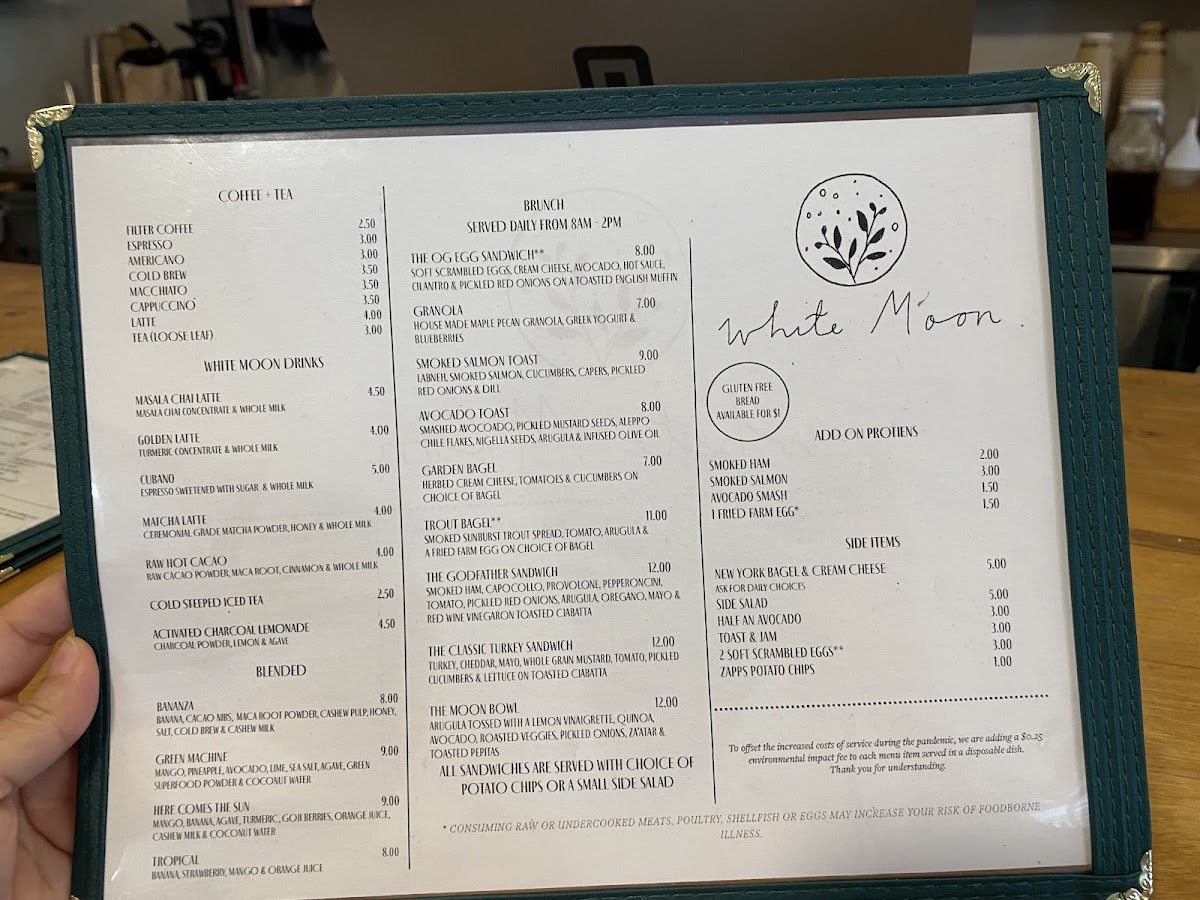 COFFEE + TEA
FILTER COFFEE 2.50
ESPRESSO 3.00
AMERICANO 3.00
COLD BREW 3.50
MACCHIATO 3.50
CAPPUCCINO 3.50
LATTE 4.00
TEA (LOOSE LEAF) 3.00
WHITE MOON DRINKS
MASALA CHAI LATTE 4.50
MASALA CHAI CONCENTRATE & WHOLE MILK
GOLDEN LATTE 4.00
TURMERIC CONCENTRATE & WHOLE MILK
CUBANO 5.00
ESPRESSO SWEETENED WITH SUGAR & WHOLE MILK
MATCHA LATTE 4.00
CEREMONIAL GRADE MATCHA POWDER, HONEY & WHOLE MILK
RAW HOT CACAO 4.00
RAW CACAO POWDER, MACA ROOT, CINNAMON & WHOLE MILK
COLD STEEPED ICED TEA 2.50
ACTIVATED CHARCOAL LEMONADE 4.50
CHARCOAL POWDER, LEMON & AGAVE
BLENDED
BANANZA 8.00
BANANA, CACAO NIBS, MACA ROOT POWDER, CASHEW PULP, HONEY,
SALT, COLD BREW & CASHEW MILK
GREEN MACHINE 9.00
MANGO, PINEAPPLE, AVOCADO, LIME, SEA SALT, AGAVE, GREEN
SUPERFOOD POWDER & COCONUT WATER
HERE COMES THE SUN 9.00
MANGO, BANANA, AGAVE, TURMERIC, GOJI BERRIES, ORANGE JUICE,
CASHEW MILK & COCONUT WATER
TROPICAL 8.00
BANANA, STRAWBERRY, MANGO & ORANGE JUICE
BRUNCH
SERVED DAILY FROM 8AM - 2PM
THE OG EGG SANDWICH** 8.00
SOFT SCRAMBLED EGGS, CREAM CHEESE, AVOCADO, HOT SAUCE,
CILANTRO & PICKLED RED ONIONS ON A TOASTED ENGLISH MUFFIN
GRANOLA 7.00
HOUSE MADE MAPLE PECAN GRANOLA, GREEK YOGURT &
BLUEBERRIES
SMOKED SALMON TOAST 9.00
LABNEH, SMOKED SALMON, CUCUMBERS, CAPERS, PICKLED
RED ONIONS & DILL
AVOCADO TOAST 8.00
SMASHED AVOCOADO, PICKLED MUSTARD SEEDS, ALEPPO
CHILE FLAKES, NIGELLA SEEDS, ARUGULA & INFUSED OLIVE OIL
GARDEN BAGEL 7.00
HERBED CREAM CHEESE, TOMATOES & CUCUMBERS ON
CHOICE OF BAGEL
TROUT BAGEL** 11.00
SMOKED SUNBURST TROUT SPREAD, TOMATO, ARUGULA &
A FRIED FARM EGG ON CHOICE OF BAGEL
THE GODFATHER SANDWICH 12.00
SMOKED HAM, CAPOCOLLO, PROVOLONE, PEPPERONCINI,
TOMATO, PICKLED RED ONIONS, ARUGULA, OREGANO, MAYO &
RED WINE VINEGARON TOASTED CIABATTA
THE CLASSIC TURKEY SANDWICH 12.00
TURKEY, CHEDDAR, MAYO, WHOLE GRAIN MUSTARD, TOMATO, PICKLED
CUCUMBERS & LETTUCE ON TOASTED CIABATTA
THE MOON BOWL 12.00
ARUGULA TOSSED WITH A LEMON VINAIGRETTE, QUINOA,
AVOCADO, ROASTED VEGGIES, PICKLED ONIONS, ZA'ATAR &
TOASTED PEPITAS
ALL SANDWICHES ARE SERVED WITH CHOICE OF
POTATO CHIPS OR A SMALL SIDE SALAD
White Moon.
GLUTEN FREE
BREAD
AVAILABLE FOR $1
ADD ON PROTIENS
SMOKED HAM 2.00
SMOKED SALMON 3.00
AVOCADO SMASH 1.50
1 FRIED FARM EGG* 1.50
SIDE ITEMS
NEW YORK BAGEL & CREAM CHEESE 5.00
ASK FOR DAILY CHOICES
SIDE SALAD 5.00
HALF AN AVOCADO 3.00
TOAST & JAM 3.00
2 SOFT SCRAMBLED EGGS** 3.00
ZAPPS POTATO CHIPS 1.00
To offset the increased costs of service during the pandemic, we are adding a $0.25
environmental impact fee to each menu item served in a disposable dish.
Thank you for understanding.
* CONSUMING RAW OR UNDERCOOKED MEATS, POULTRY, SHELLFISH OR EGGS MAY INCREASE YOUR RISK OF FOODBORNE
ILLNESS.